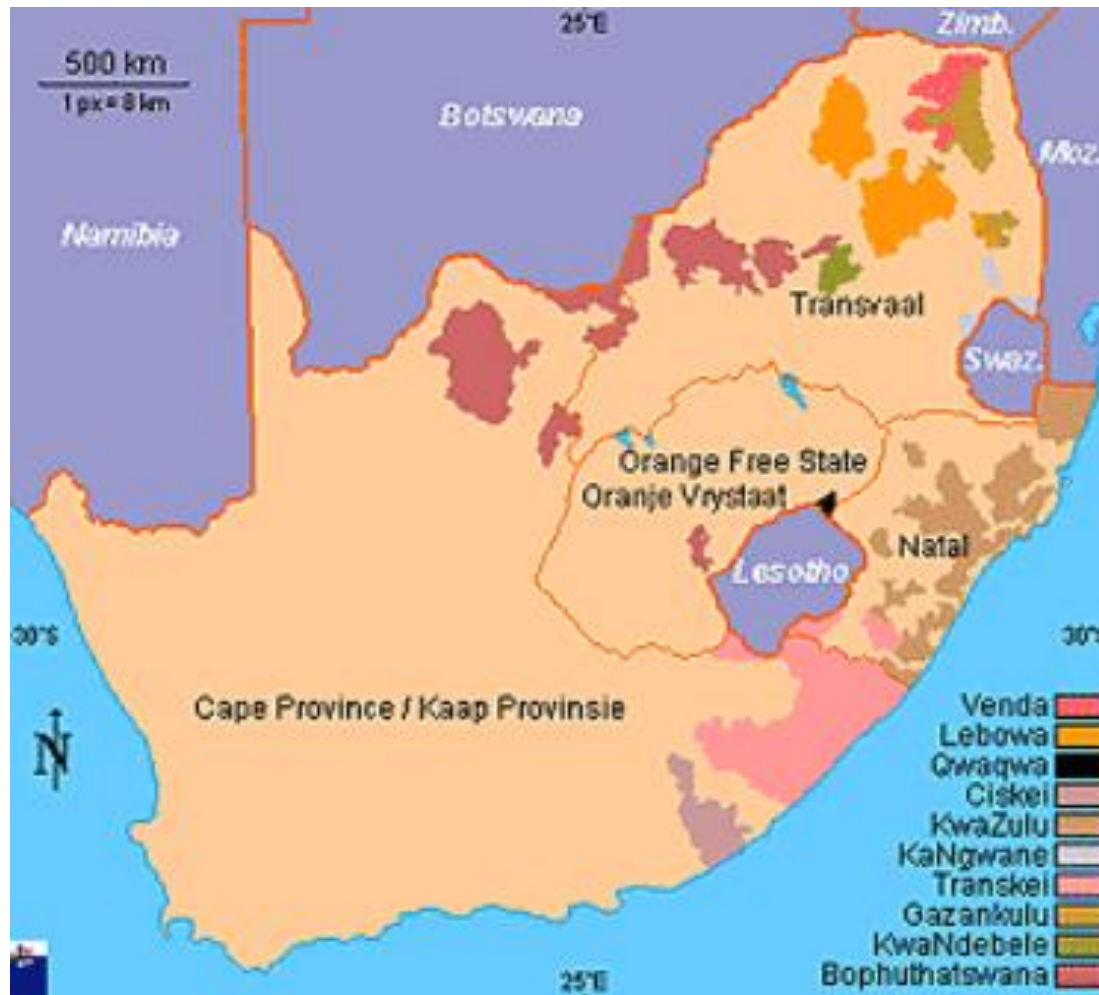 25°E
Zimb.
500 km
1 px = 8 km
Botswana
Moz.
Namibia
Transvaal
Swaz.
Orange Free State
Oranje Vrystaat
Natal
Lesotho
30°S
30°S
Cape Province / Kaap Provinsie
N
Venda
Lebowa
Qwaqwa
Ciskei
KwaZulu
KaNgwane
Transkei
Gazankulu
KwaNdebele
Bophuthatswana
25°E